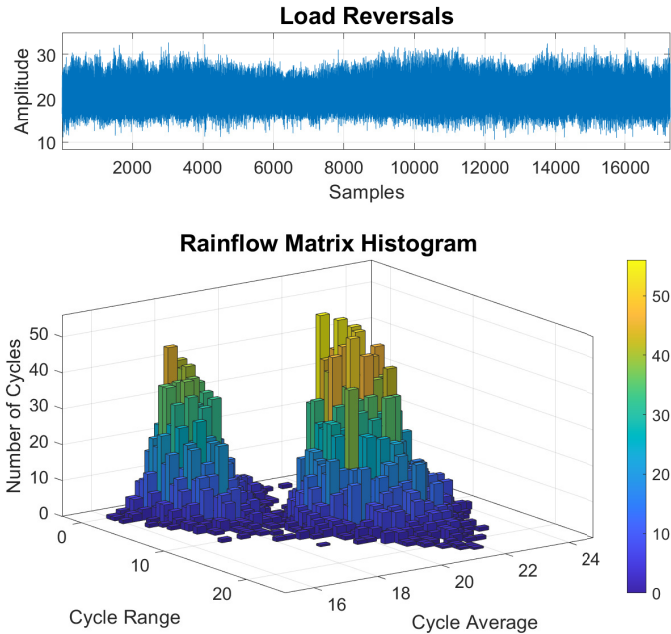 Load Reversals
Amplitude
30
20
10
2000 4000 6000 8000 10000 12000 14000 16000
Samples
Rainflow Matrix Histogram
Number of Cycles
50
40
30
20
10
0
0
10
20
Cycle Range
16
18
20
22
24
Cycle Average
50
40
30
20
10
0